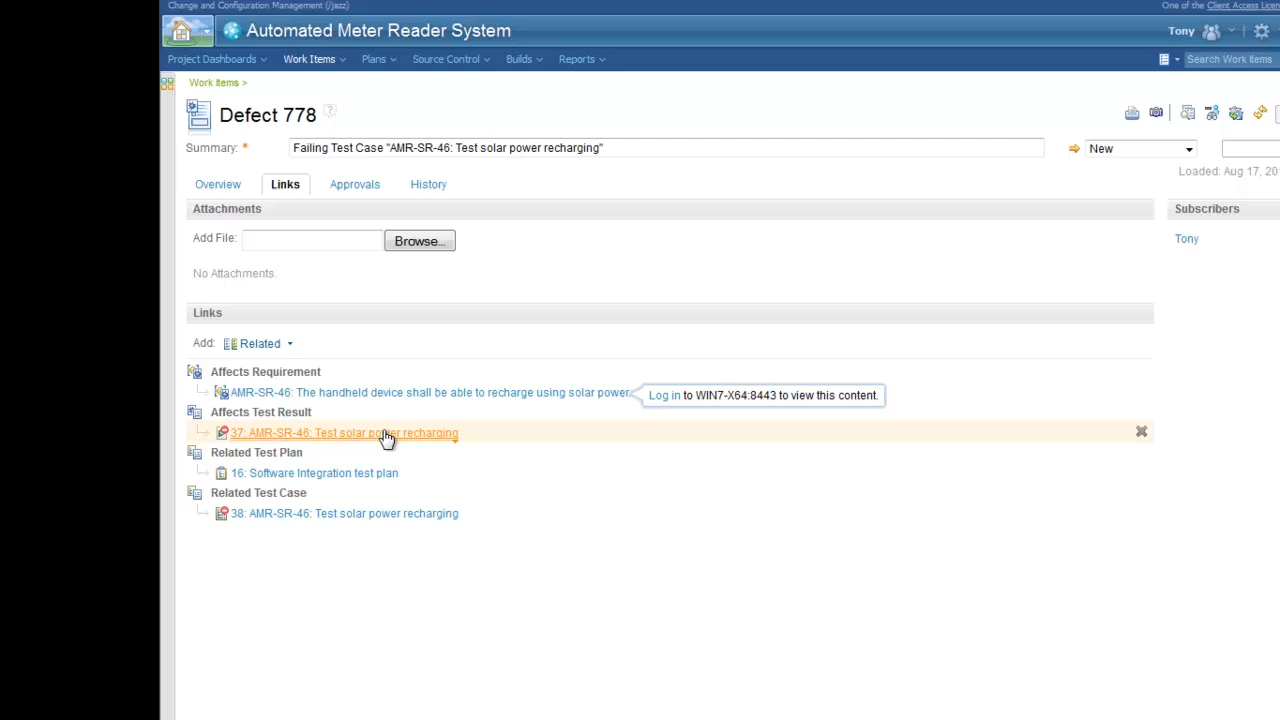 Change and Configuration Management (/jazz)
One of the Client Access Licen
Automated Meter Reader System
Tony
Project Dashboards
Work Items
Plans
Source Control
Builds
Reports
Search Work Items
Work Items >
Defect 778 ?
Summary: *
Failing Test Case "AMR-SR-46: Test solar power recharging"
New
Loaded: Aug 17, 20
Overview
Links
Approvals
History
Attachments
Subscribers
Add File:
Browse...
Tony
No Attachments.
Links
Add: Related
Affects Requirement
AMR-SR-46: The handheld device shall be able to recharge using solar power.
Log in to WIN7-X64:8443 to view this content.
Affects Test Result
37: AMR-SR-46: Test solar power recharging
Related Test Plan
16: Software Integration test plan
Related Test Case
38: AMR-SR-46: Test solar power recharging